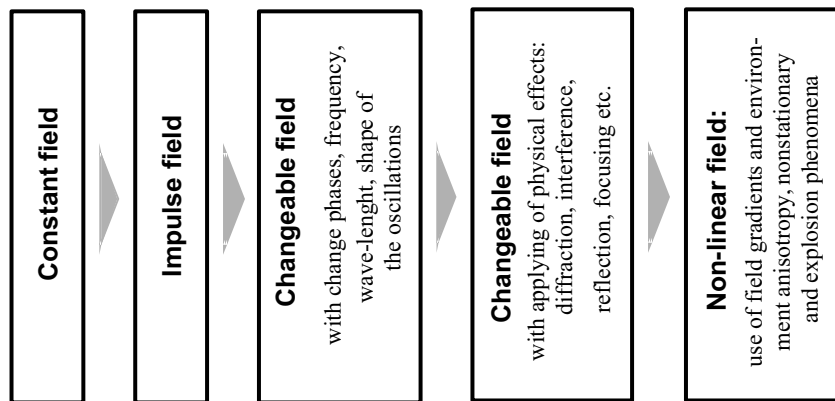 Constant field
Impulse field
Changeable field
with change phases, frequency,
wave-lenght, shape of
the oscillations
Changeable field
with applying of physical effects:
diffraction, interference,
reflection, focusing etc.
Non-linear field:
use of field gradients and environ-
ment anisotropy, nonstationary
and explosion phenomena